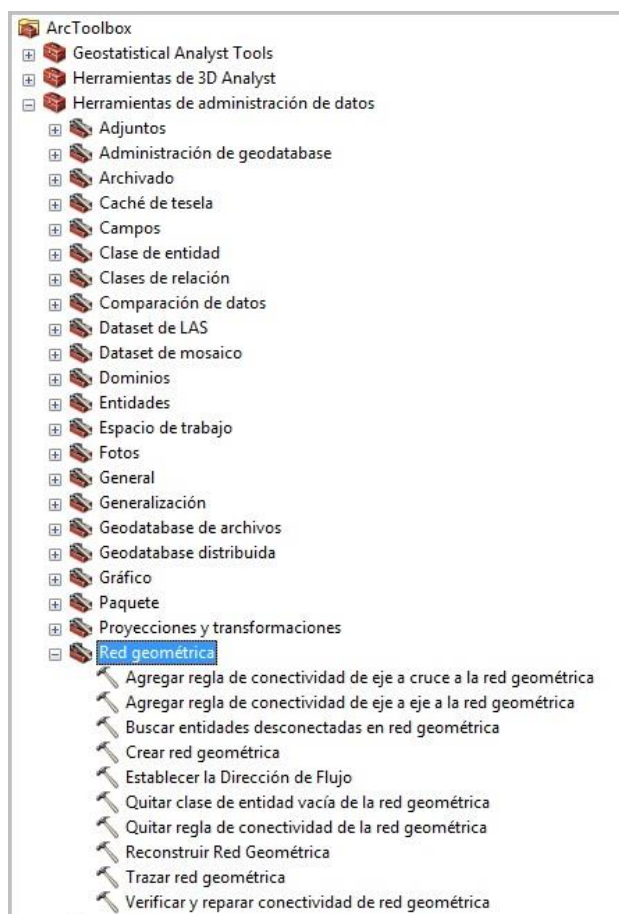 ArcToolbox
Geostatistical Analyst Tools
Herramientas de 3D Analyst
Herramientas de administración de datos
Adjuntos
Administración de geodatabase
Archivado
Caché de tesela
Campos
Clase de entidad
Clases de relación
Comparación de datos
Dataset de LAS
Dataset de mosaico
Dominios
Entidades
Espacio de trabajo
Fotos
General
Generalización
Geodatabase de archivos
Geodatabase distribuida
Gráfico
Paquete
Proyecciones y transformaciones
Red geométrica
Agregar regla de conectividad de eje a cruce a la red geométrica
Agregar regla de conectividad de eje a eje a la red geométrica
Buscar entidades desconectadas en red geométrica
Crear red geométrica
Establecer la Dirección de Flujo
Quitar clase de entidad vacía de la red geométrica
Quitar regla de conectividad de la red geométrica
Reconstruir Red Geométrica
Trazar red geométrica
Verificar y reparar conectividad de red geométrica